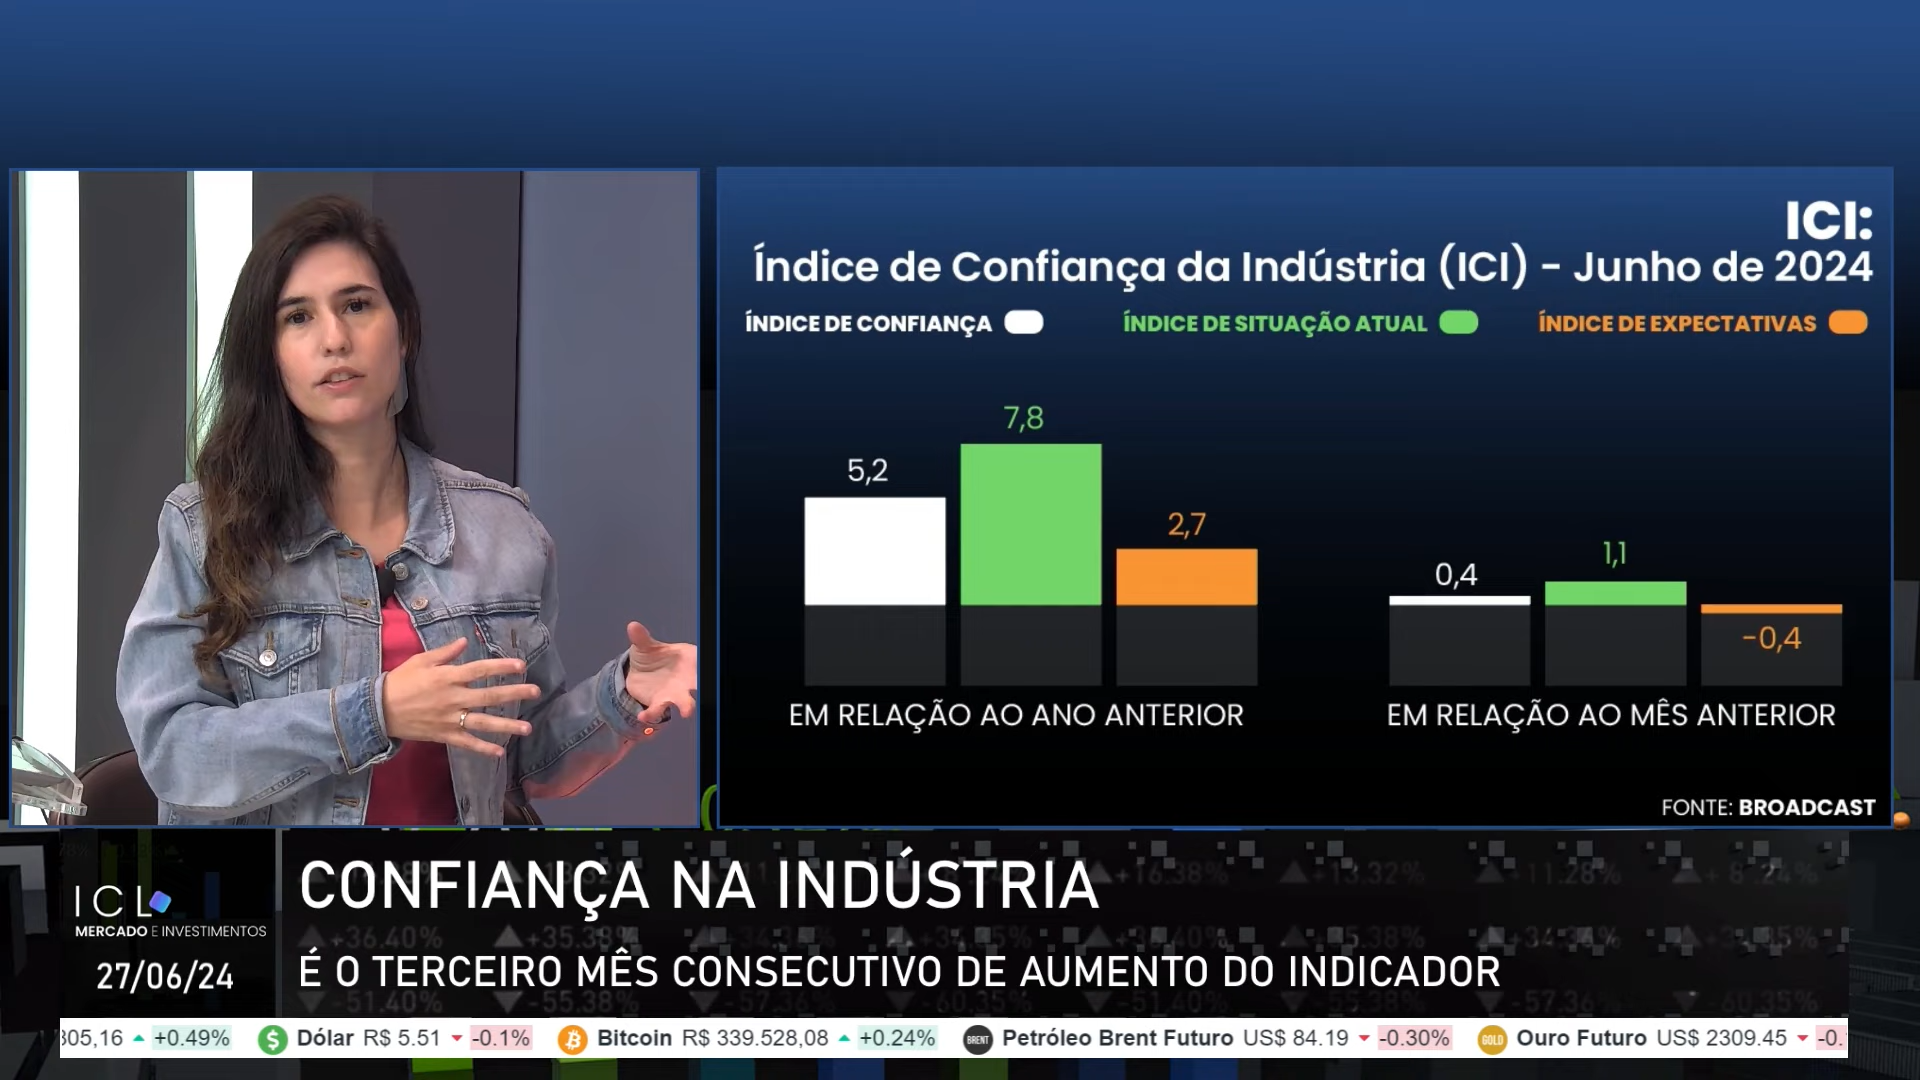 ICI:
Índice de Confiança da Indústria (ICI) - Junho de 2024
ÍNDICE DE CONFIANÇA
ÍNDICE DE SITUAÇÃO ATUAL
ÍNDICE DE EXPECTATIVAS
5,2
7,8
2,7
0,4
1,1
-0,4
EM RELAÇÃO AO ANO ANTERIOR
EM RELAÇÃO AO MÊS ANTERIOR
FONTE: BROADCAST
ICL
MERCADO E INVESTIMENTOS
27/06/24
CONFIANÇA NA INDÚSTRIA
É O TERCEIRO MÊS CONSECUTIVO DE AUMENTO DO INDICADOR
305,16 +0.49% Dólar R$ 5.51 -0.1% Bitcoin R$ 339.528,08 +0.24% BRENT Petróleo Brent Futuro US$ 84.19 -0.30% GOLD Ouro Futuro US$ 2309.45 -0.